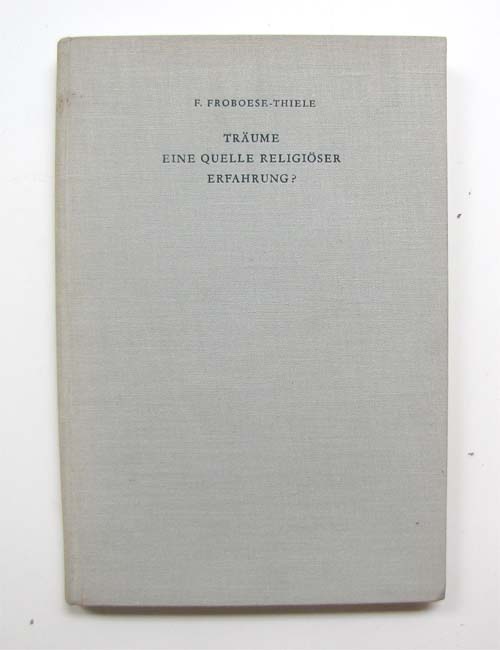 F. FROBOESE-THIELE
TRÄUME
EINE QUELLE RELIGIÖSER
ERFAHRUNG?